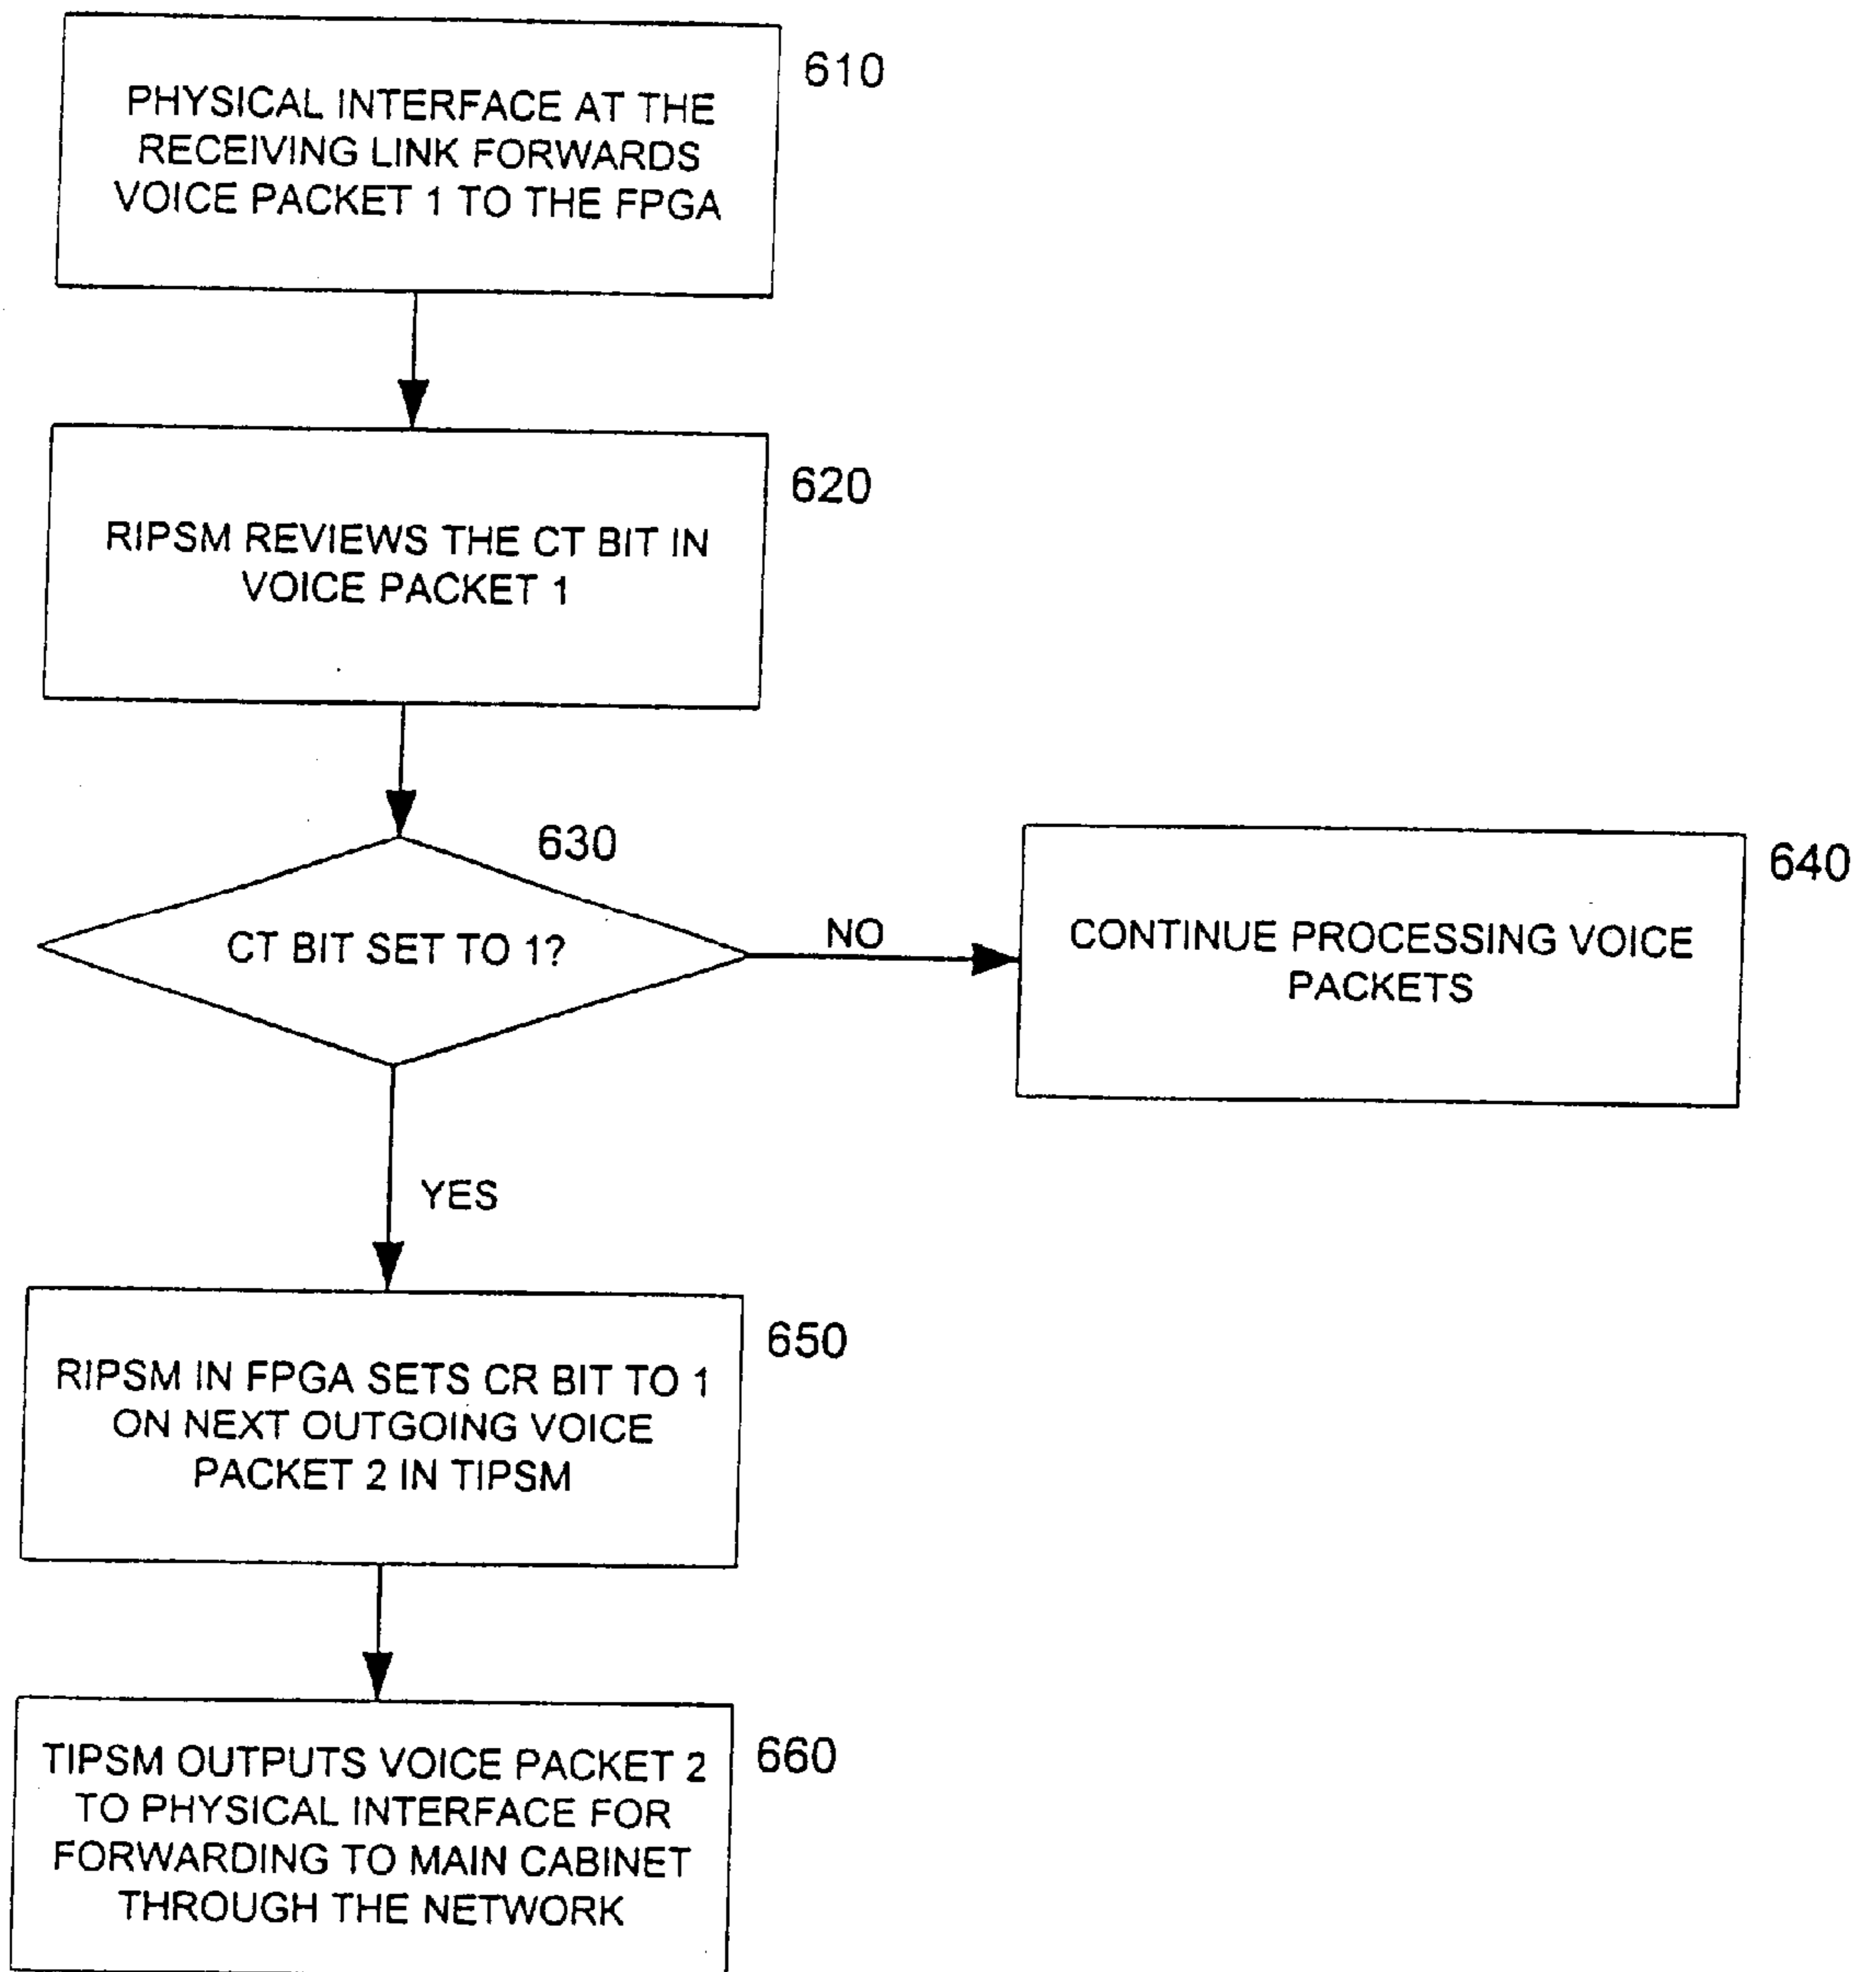 610
PHYSICAL INTERFACE AT THE
RECEIVING LINK FORWARDS
VOICE PACKET 1 TO THE FPGA
620
RIPSM REVIEWS THE CT BIT IN
VOICE PACKET 1
630
CT BIT SET TO 1?
NO
640
CONTINUE PROCESSING VOICE
PACKETS
YES
650
RIPSM IN FPGA SETS CR BIT TO 1
ON NEXT OUTGOING VOICE
PACKET 2 IN TIPSM
660
TIPSM OUTPUTS VOICE PACKET 2
TO PHYSICAL INTERFACE FOR
FORWARDING TO MAIN CABINET
THROUGH THE NETWORK